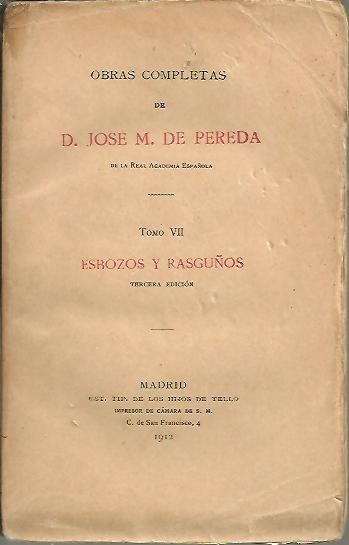 OBRAS COMPLETAS
DE
D. JOSE M. DE PEREDA
DE LA REAL ACADEMIA ESPAÑOLA
TOMO VII
ESBOZOS Y RASGUÑOS
TERCERA EDICIÓN
MADRID
EST. TIP. DE LOS HIJOS DE TELLO
IMPRESOR DE CÁMARA DE S. M.
C. de San Francisco, 4
1912